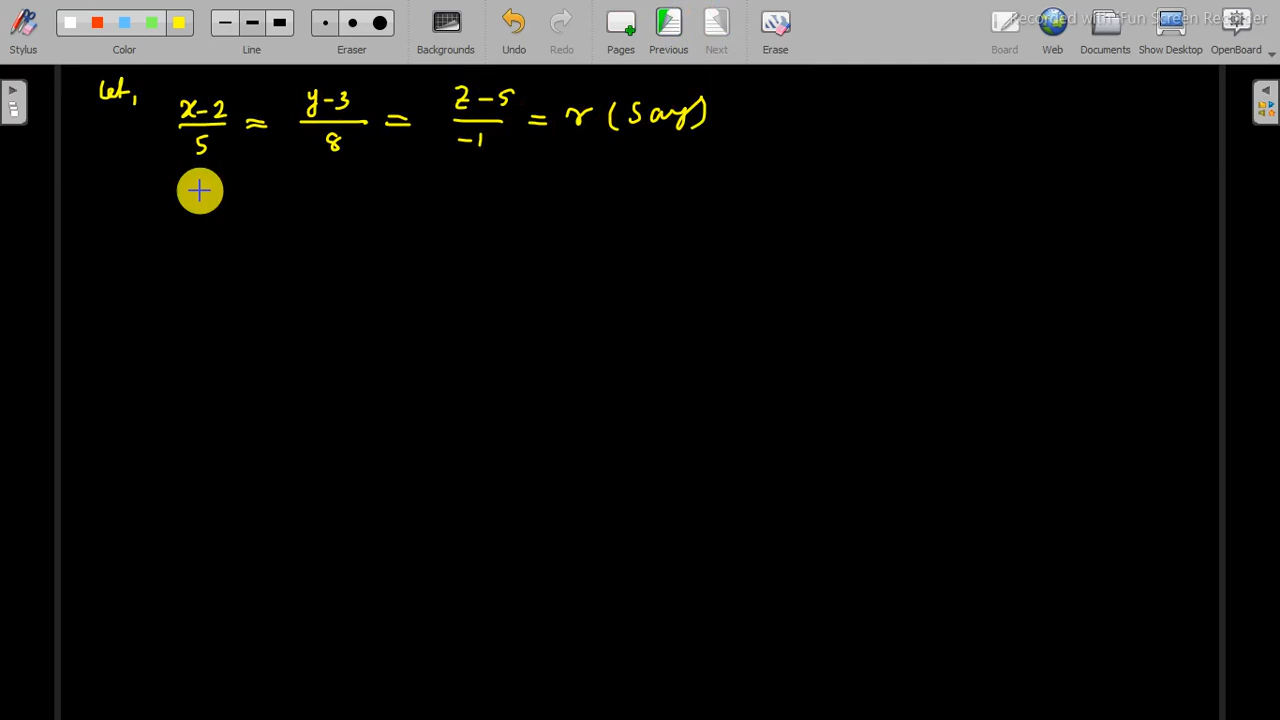 Recorded with iFun Screen Recorder
Stylus Color Line Eraser Backgrounds Undo Redo Pages Previous Next Erase Board Web Documents Show Desktop OpenBoard
Let, x-2/5 = y-3/8 = z-5/-1 = r (Say)